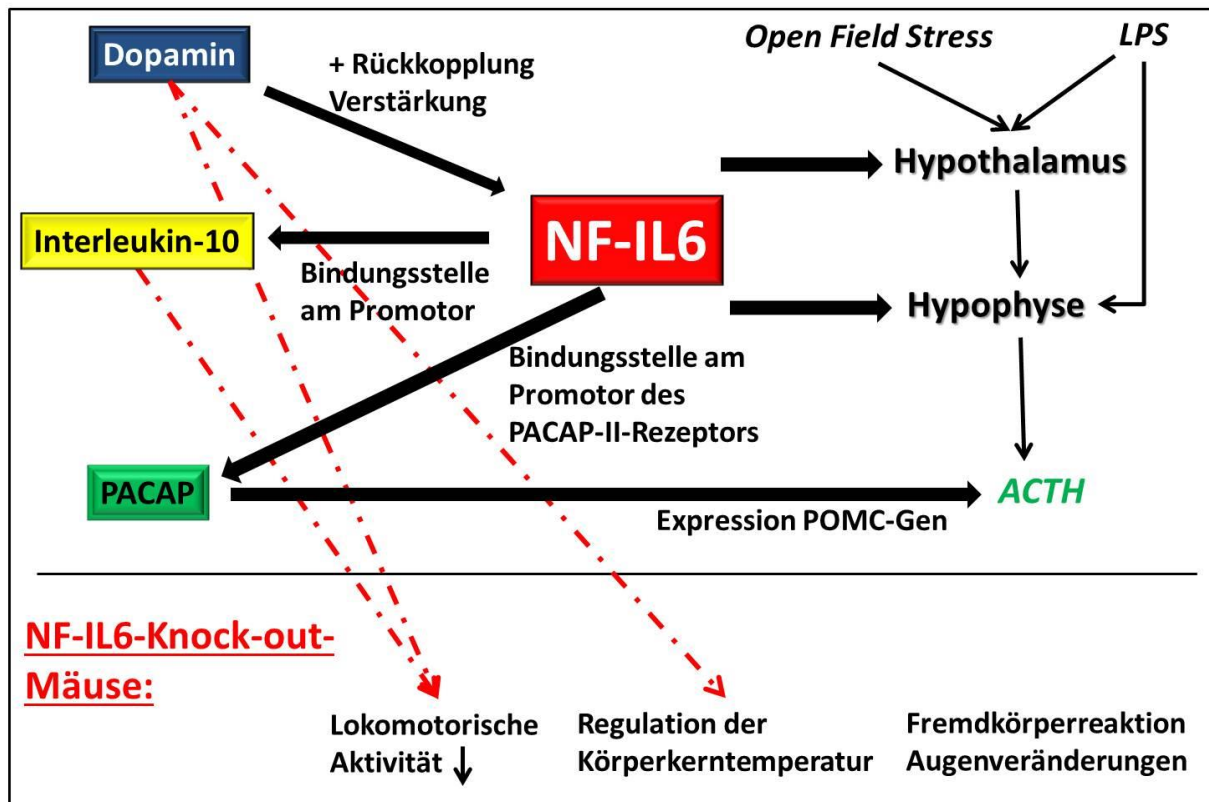 Dopamin
+ Rückkopplung
Verstärkung
Open Field Stress
LPS
Hypothalamus
Interleukin-10
NF-IL6
Bindungsstelle
am Promotor
Hypophyse
Bindungsstelle am
Promotor des
PACAP-II-Rezeptors
PACAP
ACTH
Expression POMC-Gen
NF-IL6-Knock-out-
Mäuse:
Lokomotorische
Aktivität ↓
Regulation der
Körperkerntemperatur
Fremdkörperreaktion
Augenveränderungen